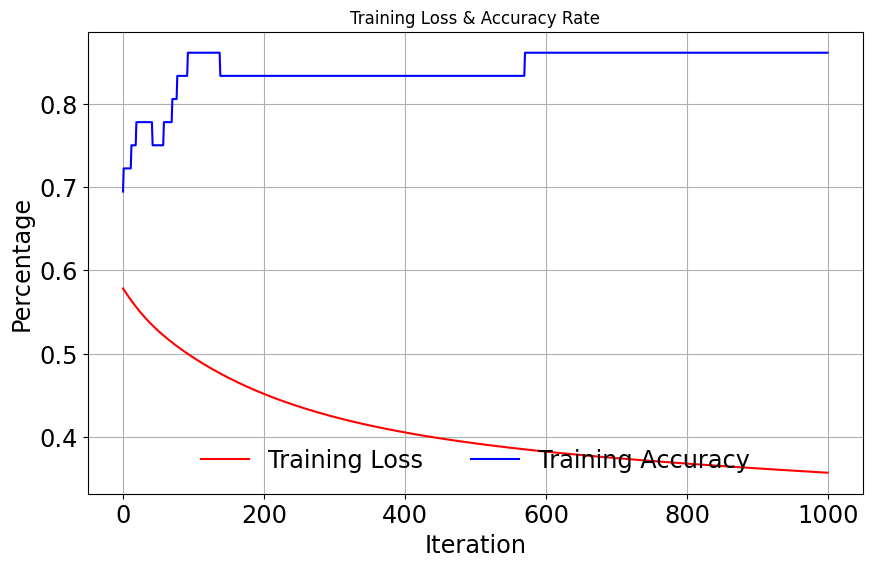 Training Loss & Accuracy Rate
Percentage
0.8
0.7
0.6
0.5
0.4
Training Loss
Training Accuracy
0 200 400 600 800 1000
Iteration